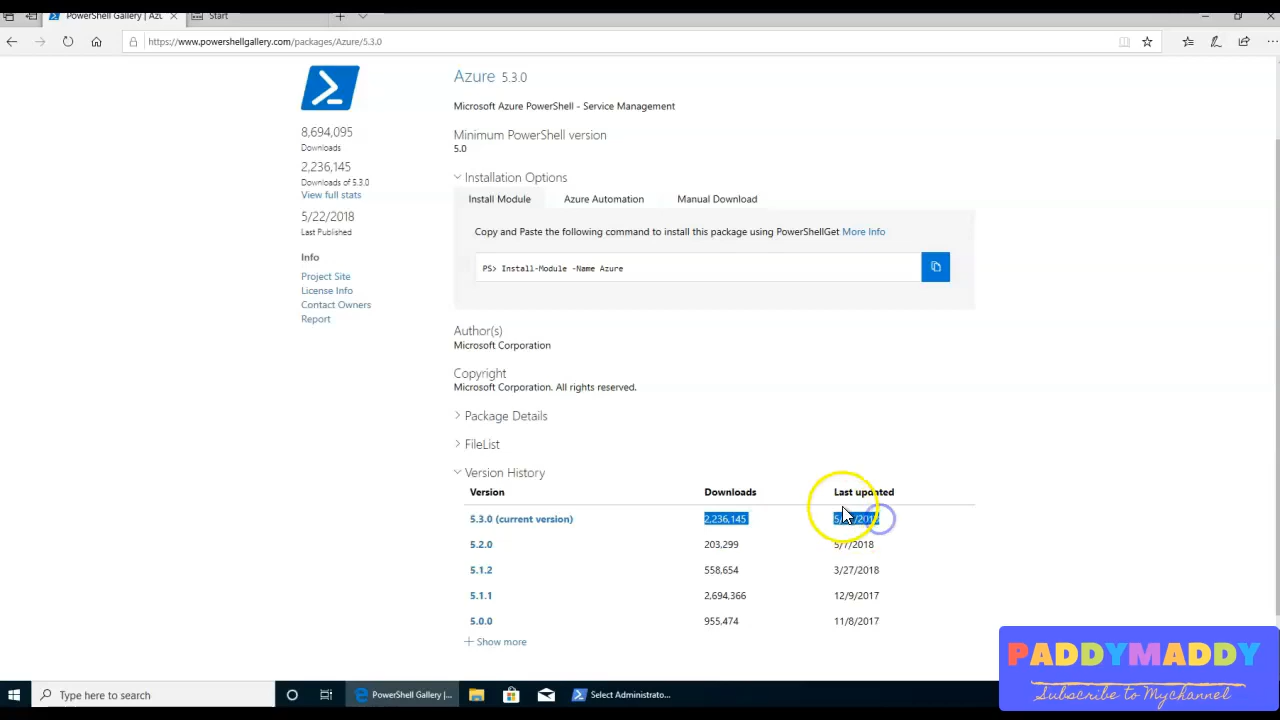 PowerShell Gallery | Azu
Start
https://www.powershellgallery.com/packages/Azure/5.3.0
8,694,095
Downloads
2,236,145
Downloads of 5.3.0
View full stats
5/22/2018
Last Published
Info
Project Site
License Info
Contact Owners
Report
Azure 5.3.0
Microsoft Azure PowerShell - Service Management
Minimum PowerShell version
5.0
Installation Options
Install Module Azure Automation Manual Download
Copy and Paste the following command to install this package using PowerShellGet More Info
PS> Install-Module -Name Azure
Author(s)
Microsoft Corporation
Copyright
Microsoft Corporation. All rights reserved.
Package Details
FileList
Version History
Version Downloads Last updated
5.3.0 (current version) 2,236,145
5.2.0 203,299 5/7/2018
5.1.2 558,654 3/27/2018
5.1.1 2,694,366 12/9/2017
5.0.0 955,474 11/8/2017
Show more
PADDYMADDY
Subscribe to Mychannel
Type here to search
PowerShell Gallery |...
Select Administrato...